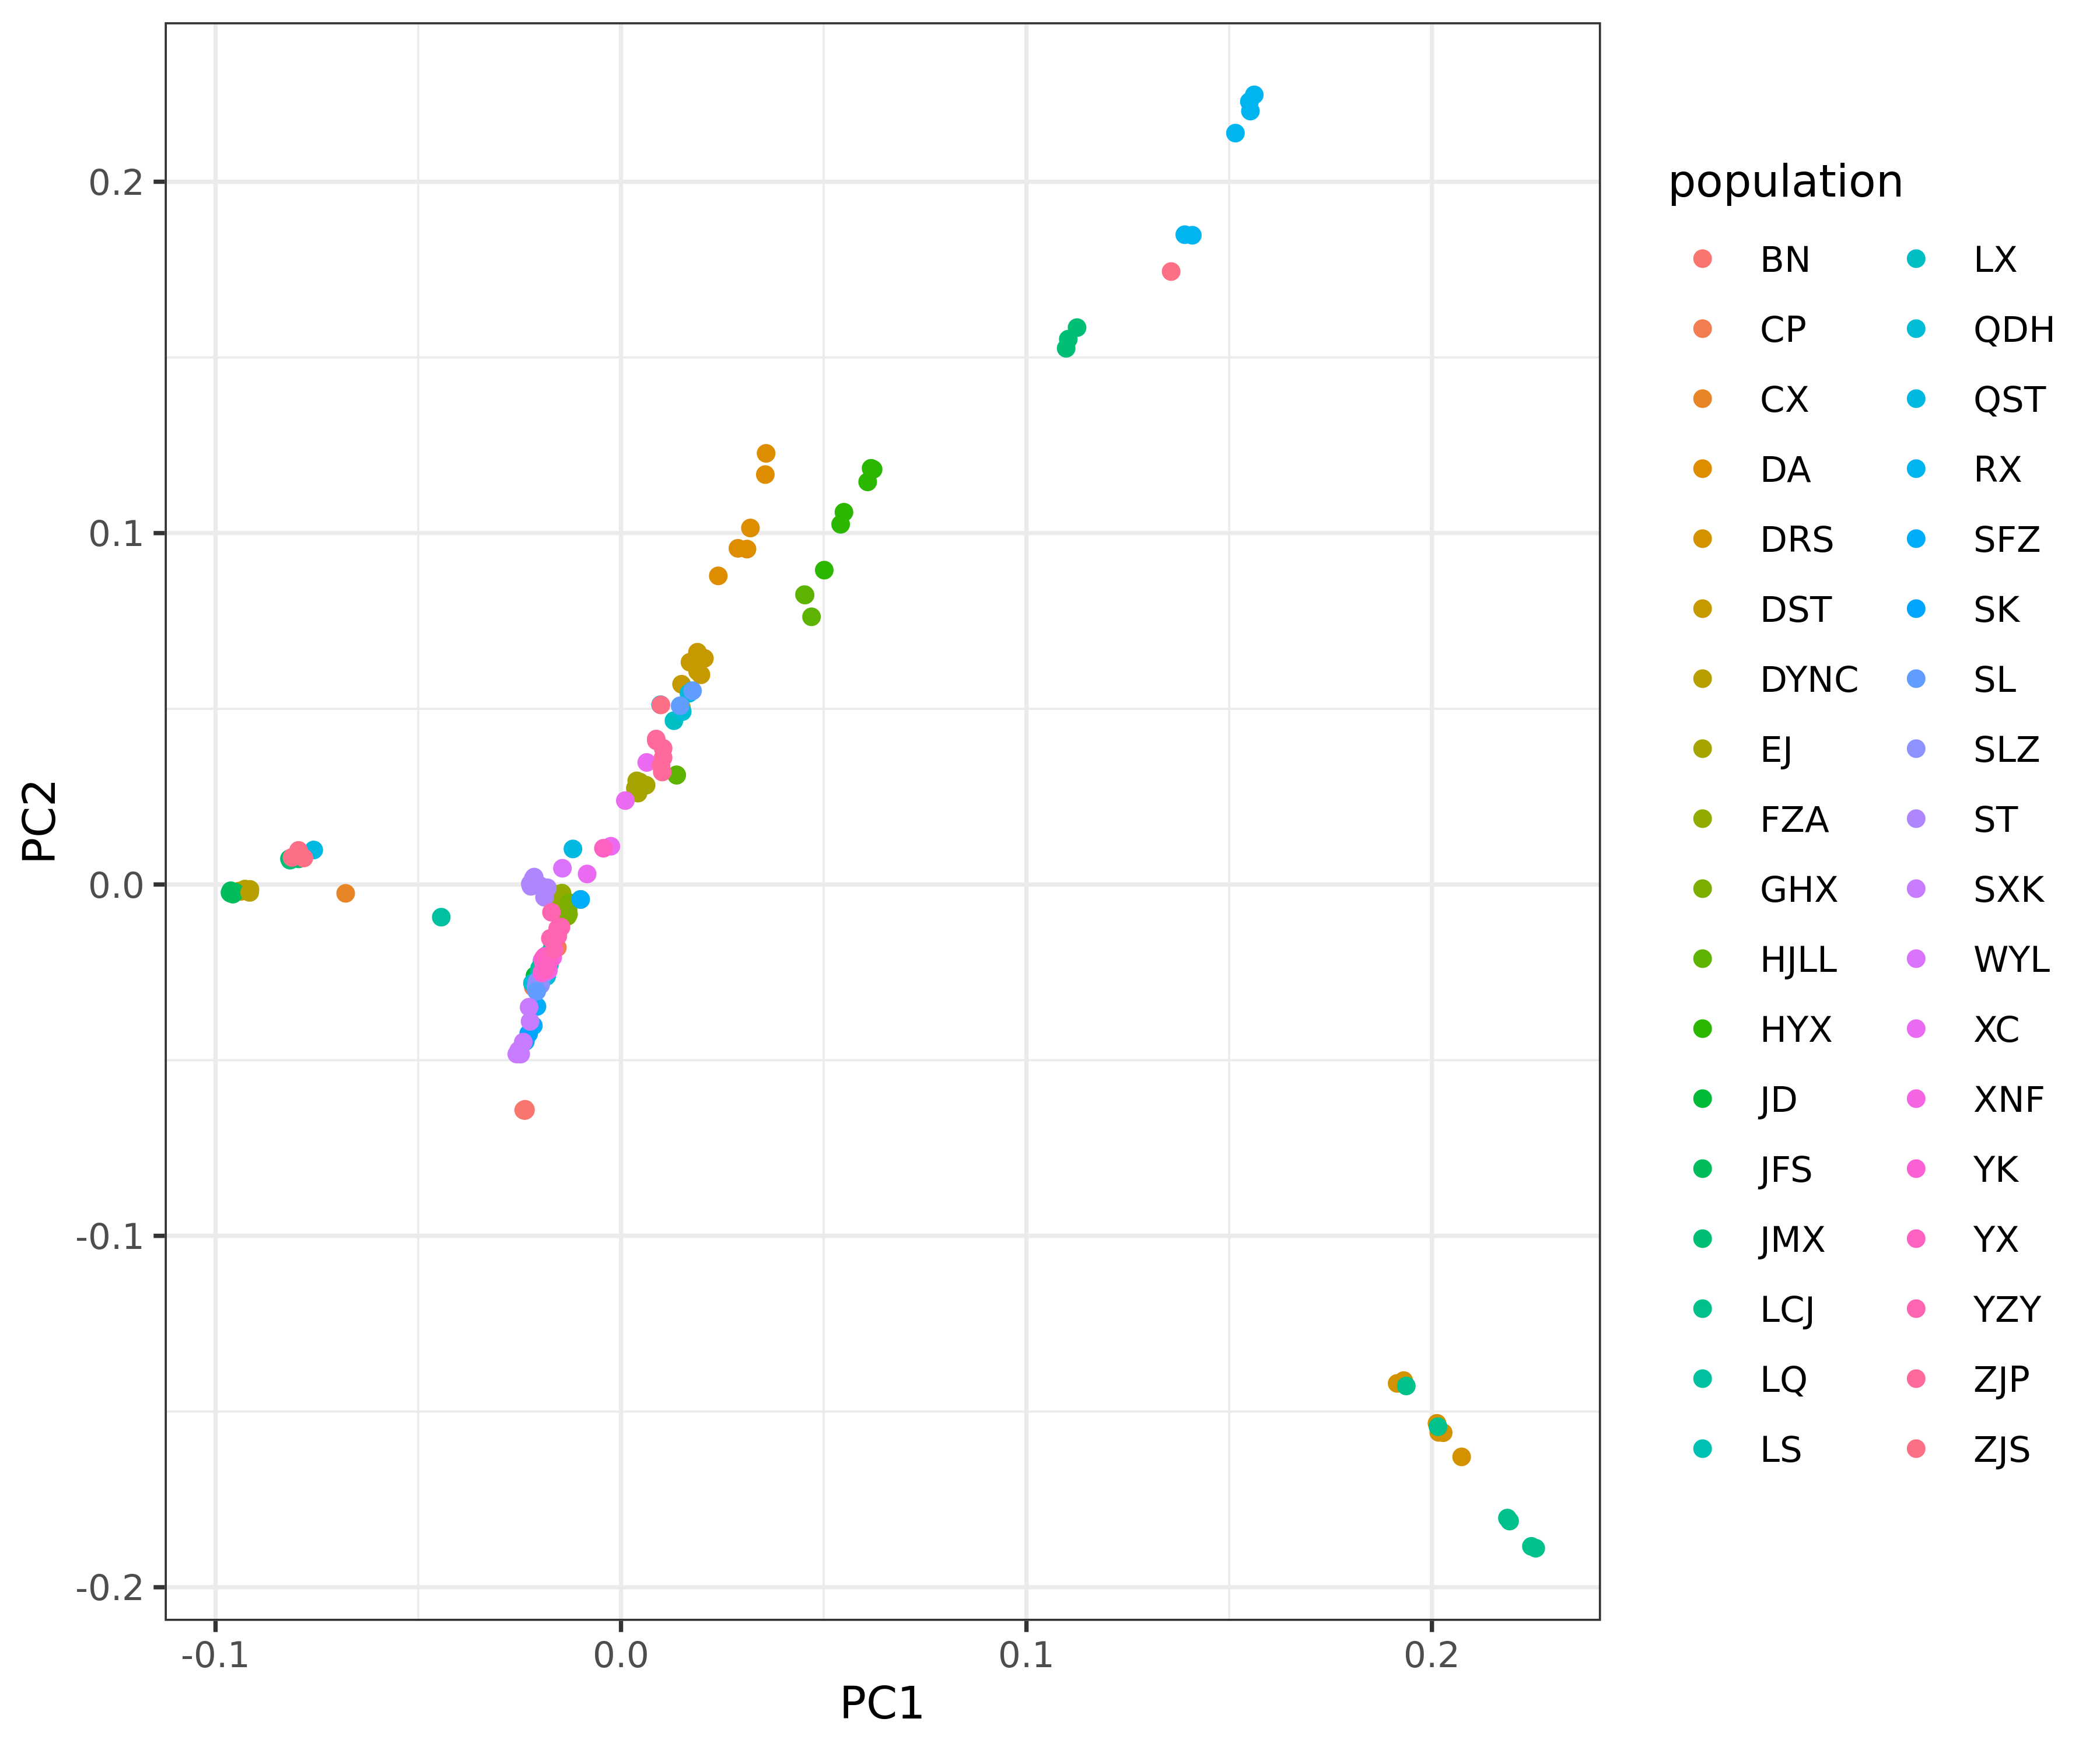 0.2
0.1
0.0
-0.1
-0.2
PC2
-0.1 0.0 0.1 0.2
PC1
population
BN
CP
CX
DA
DRS
DST
DYNC
EJ
FZA
GHX
HJLL
HYX
JD
JFS
JMX
LCJ
LQ
LS
LX
QDH
QST
RX
SFZ
SK
SL
SLZ
ST
SXK
WYL
XC
XNF
YK
YX
YZY
ZJP
ZJS